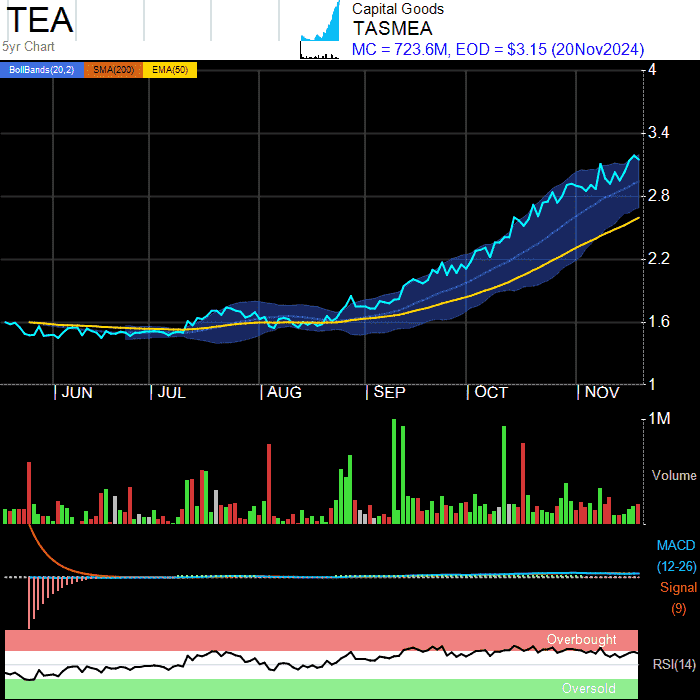 TEA
5yr Chart
Capital Goods
TASMEA
MC = 723.6M, EOD = $3.15 (20Nov2024)
BollBands(20,2) SMA(200) EMA(50)
4
3.4
2.8
2.2
1.6
1
JUN JUL AUG SEP OCT NOV
1M
Volume
MACD
(12-26)
Signal
(9)
Overbought
RSI(14)
Oversold